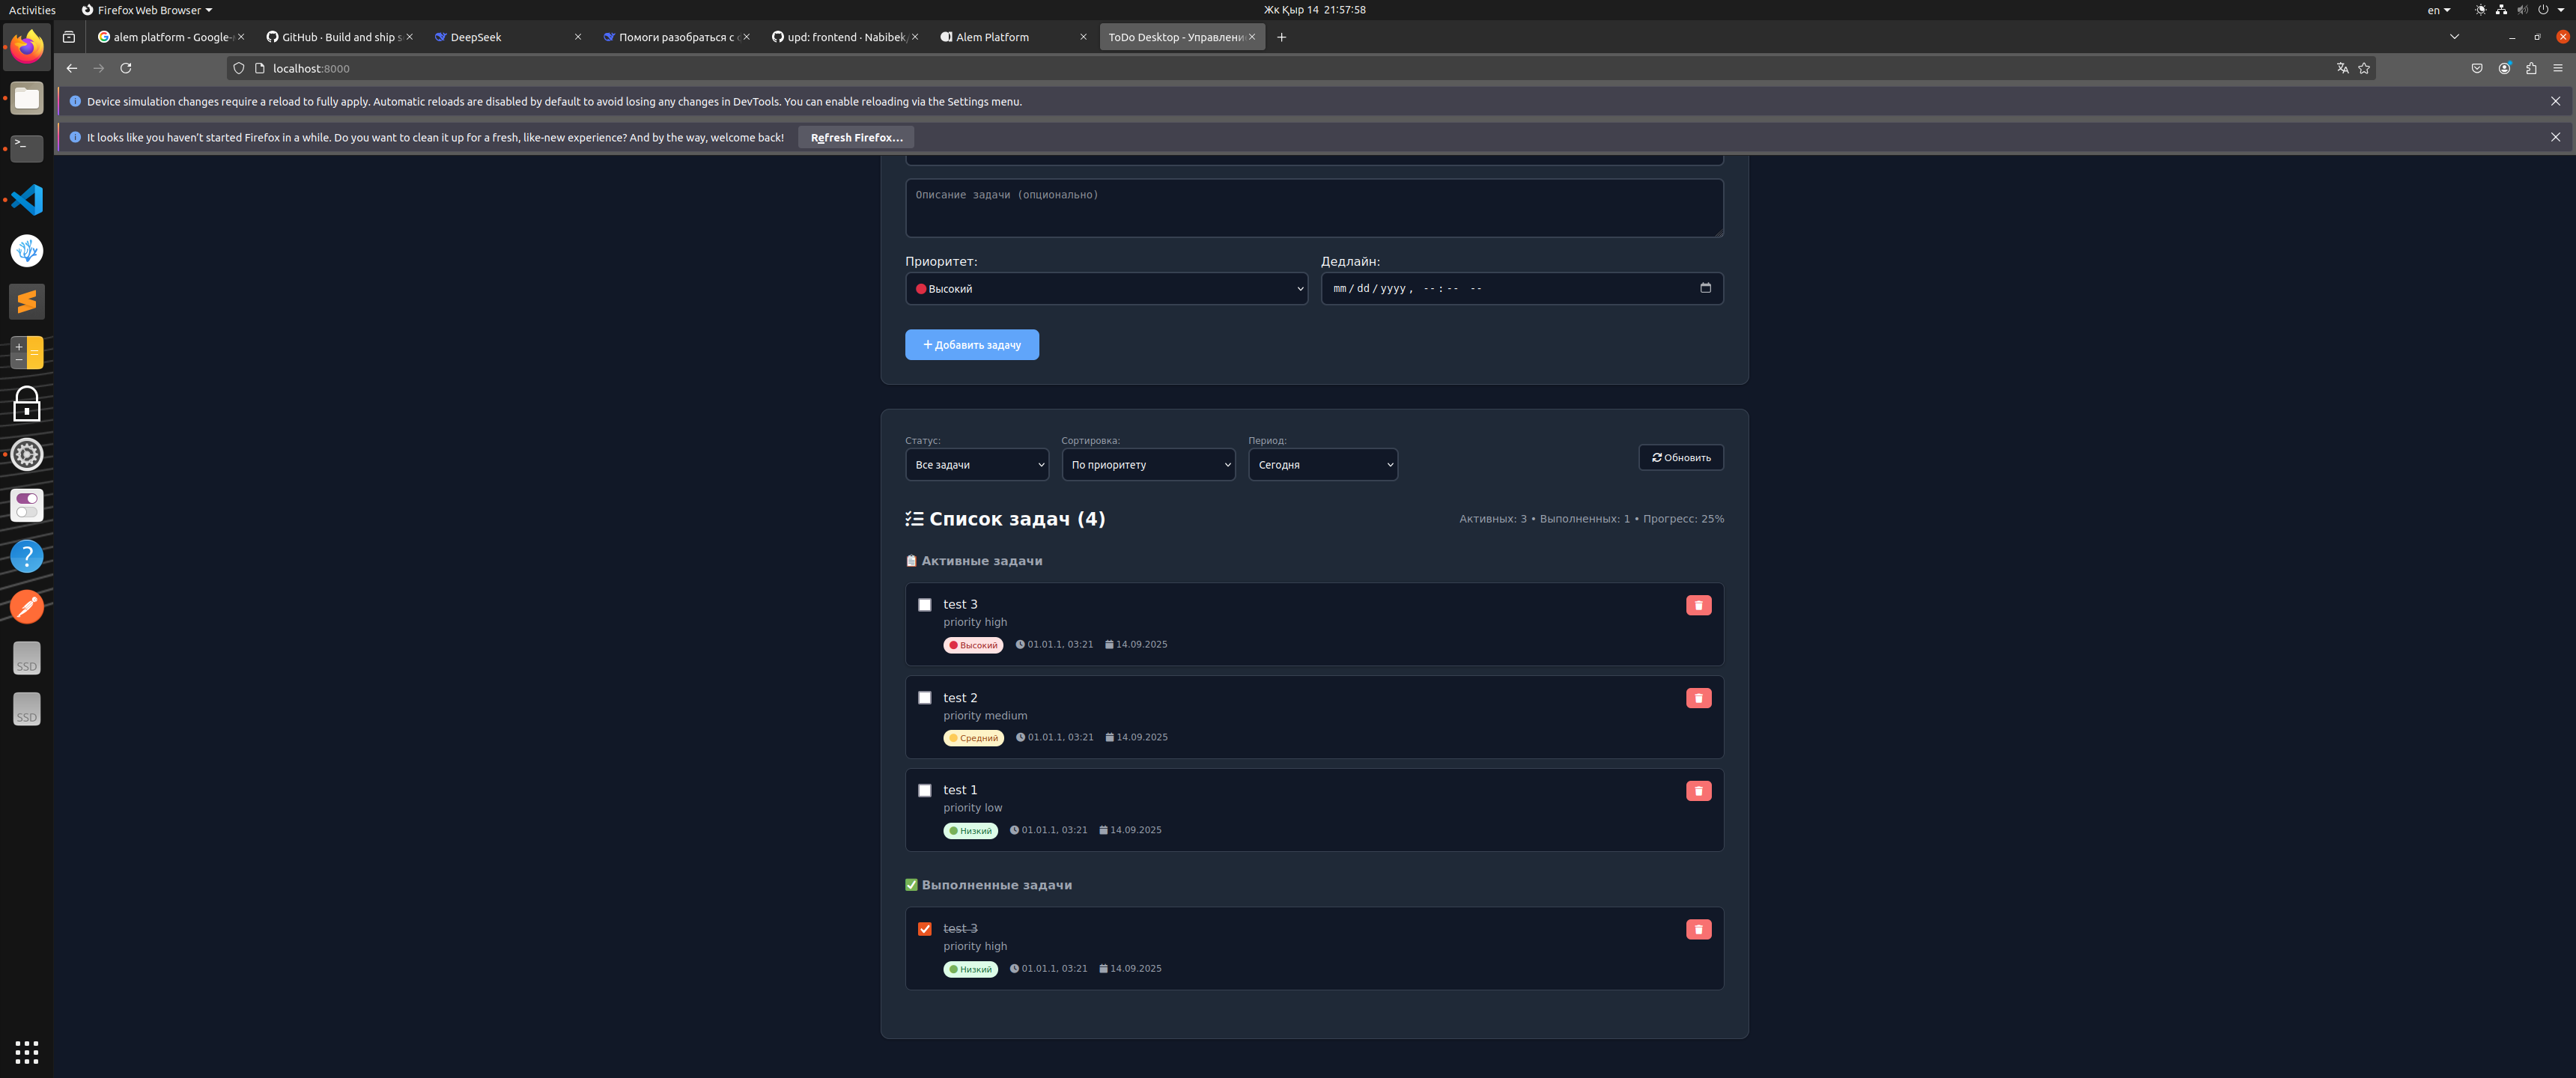 Activities
Firefox Web Browser
Жк Қыр 14 21:57:58
en
alem platform - Google-
GitHub · Build and ship s
DeepSeek
Помоги разобраться с
upd: frontend · Nabibek/
Alem Platform
ToDo Desktop - Управлени
localhost:8000
Device simulation changes require a reload to fully apply. Automatic reloads are disabled by default to avoid losing any changes in DevTools. You can enable reloading via the Settings menu.
It looks like you haven't started Firefox in a while. Do you want to clean it up for a fresh, like-new experience? And by the way, welcome back!
Refresh Firefox...
Описание задачи (опционально)
Приоритет:
Дедлайн:
Высокий
mm/dd/yyyy, --:-- --
+ Добавить задачу
Статус:
Сортировка:
Период:
Все задачи
По приоритету
Сегодня
Обновить
Список задач (4)
Активных: 3 • Выполненных: 1 • Прогресс: 25%
Активные задачи
test 3
priority high
Высокий 01.01.1, 03:21 14.09.2025
test 2
priority medium
Средний 01.01.1, 03:21 14.09.2025
test 1
priority low
Низкий 01.01.1, 03:21 14.09.2025
Выполненные задачи
test 3
priority high
Низкий 01.01.1, 03:21 14.09.2025
SSD
SSD